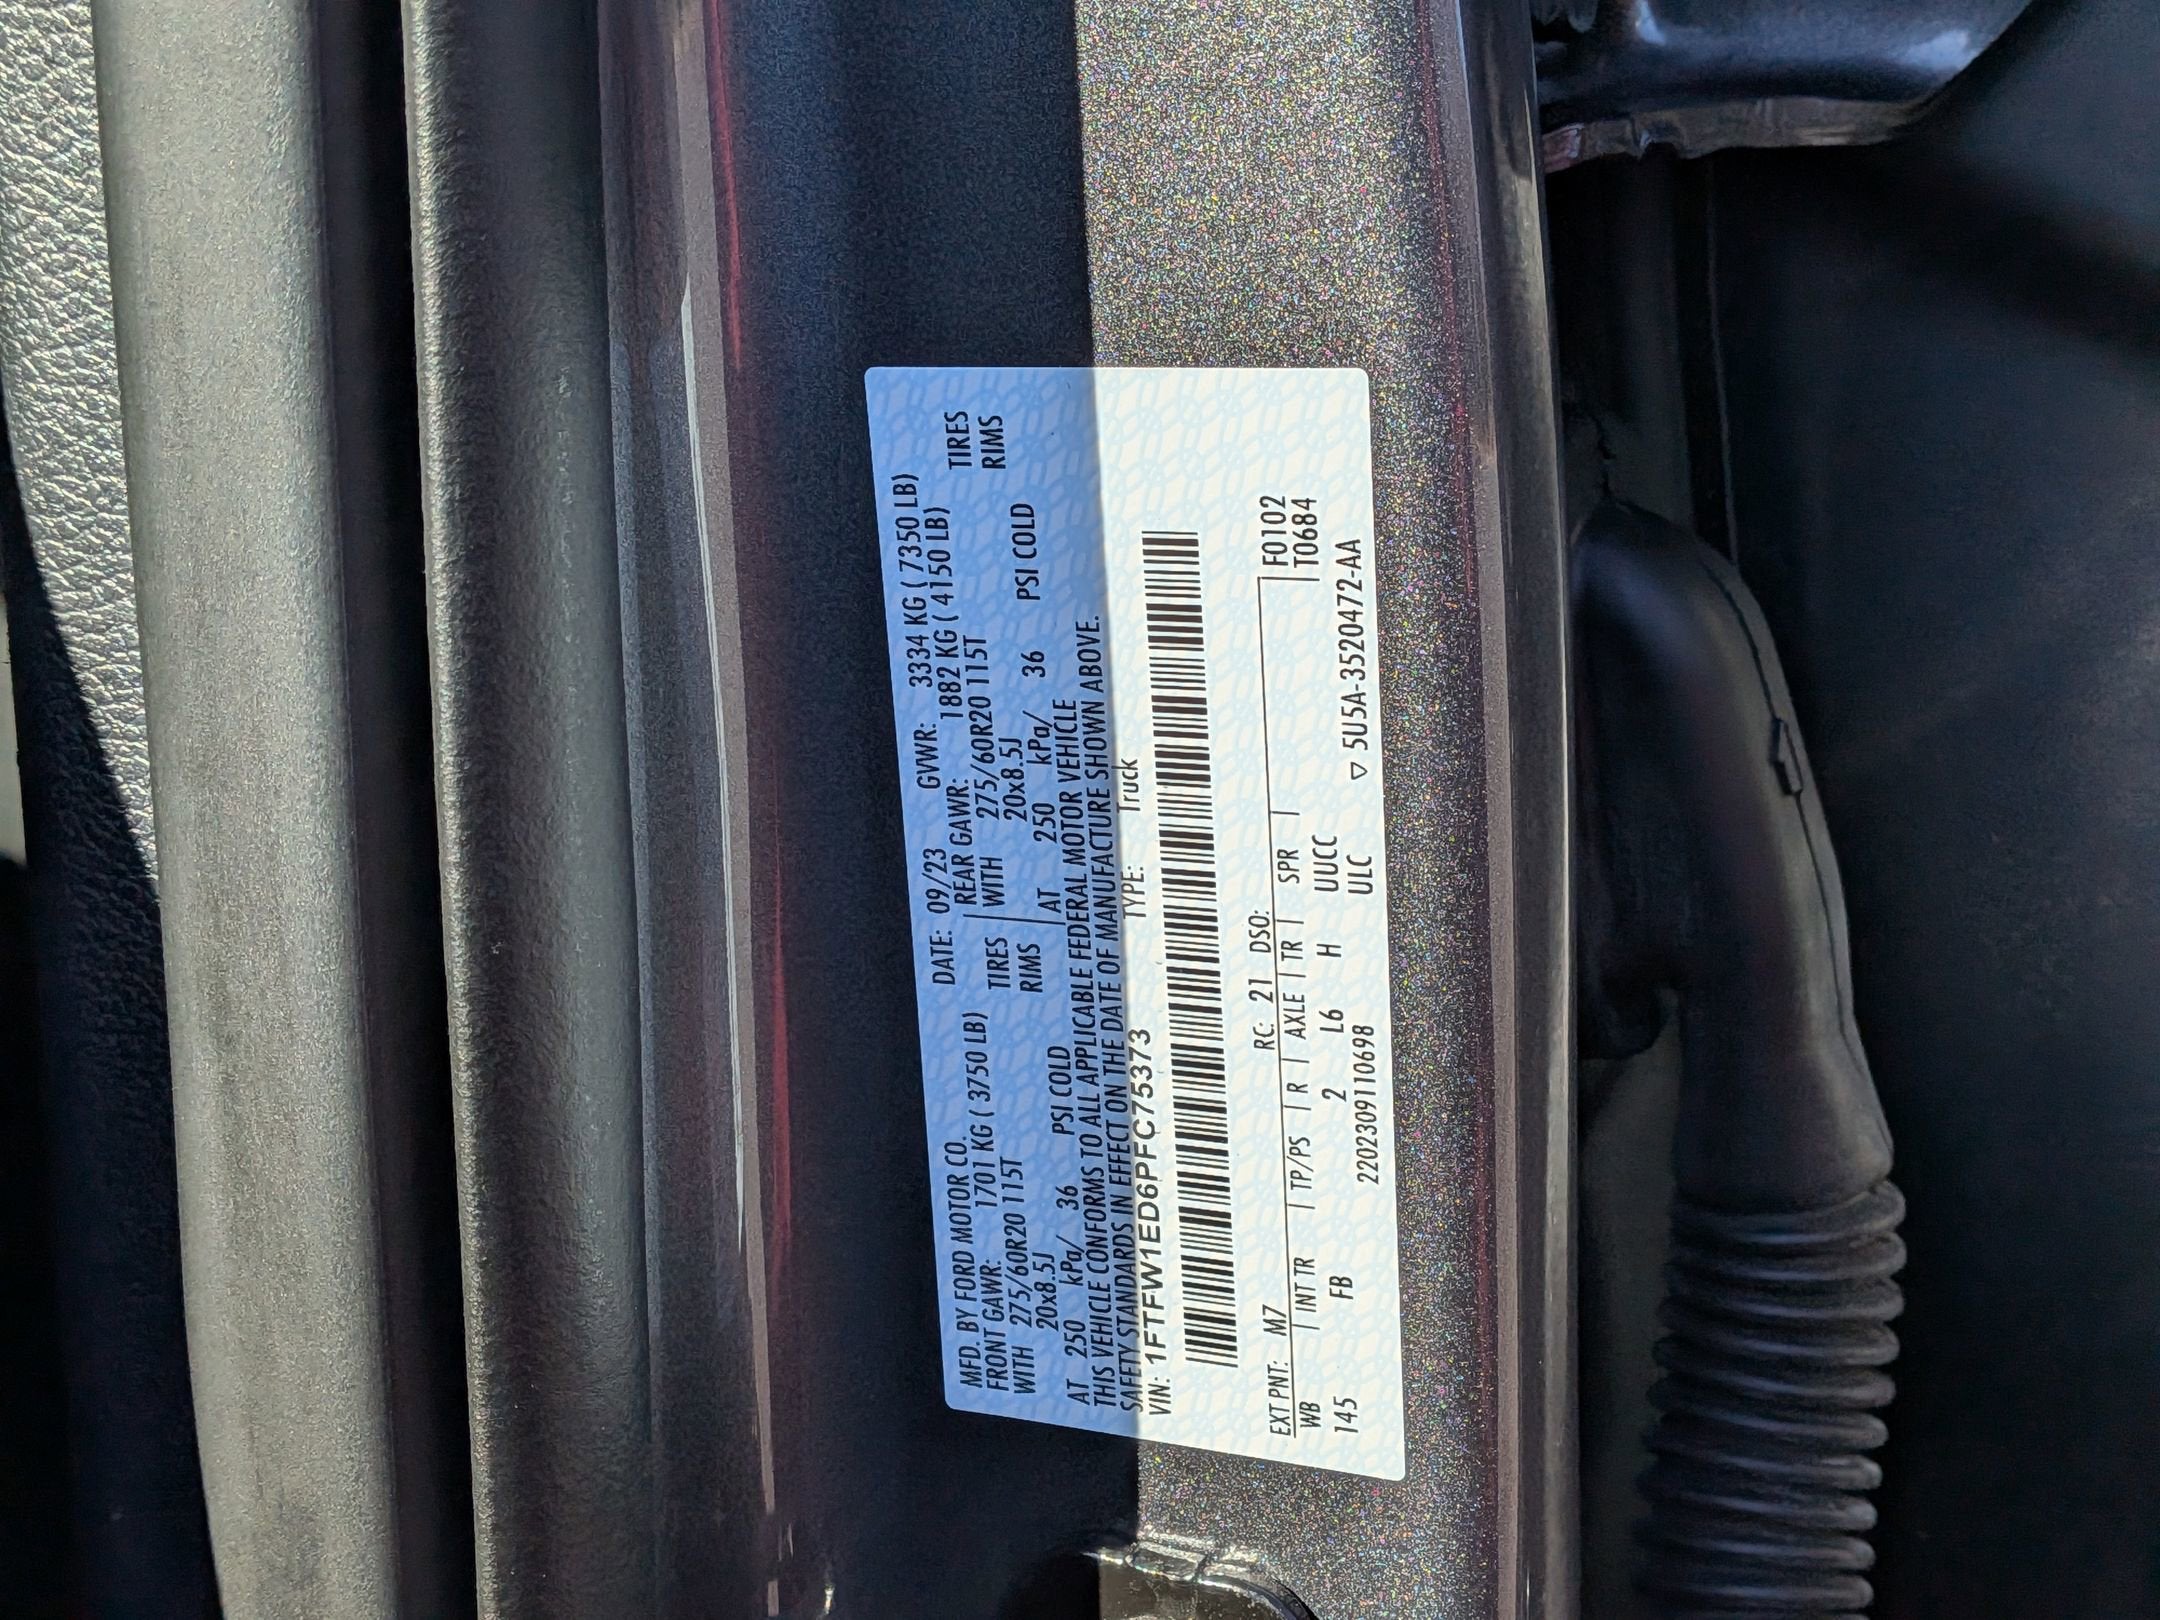 MFD. BY FORD MOTOR CO. DATE: 09/23 GVWR: 3334 KG ( 7350 LB)
FRONT GAWR: 1701 KG ( 3750 LB) REAR GAWR: 1882 KG ( 4150 LB)
WITH 275/60R20 115T TIRES WITH 275/60R20 115T TIRES
20x8.5J RIMS 20x8.5J RIMS
AT 250 kPa/ 36 PSI COLD AT 250 kPa/ 36 PSI COLD
THIS VEHICLE CONFORMS TO ALL APPLICABLE FEDERAL MOTOR VEHICLE
SAFETY STANDARDS IN EFFECT ON THE DATE OF MANUFACTURE SHOWN ABOVE.
VIN: 1FTFW1ED6PFC75373 TYPE: Truck
EXT PNT: M7 RC: 21 DSO: F0102
WB | INT TR | TP/PS | R | AXLE | TR | SPR | T0684
145 FB 2 L6 H UUCC
2202309110698 ULC ▽ 5U5A-3520472-AA